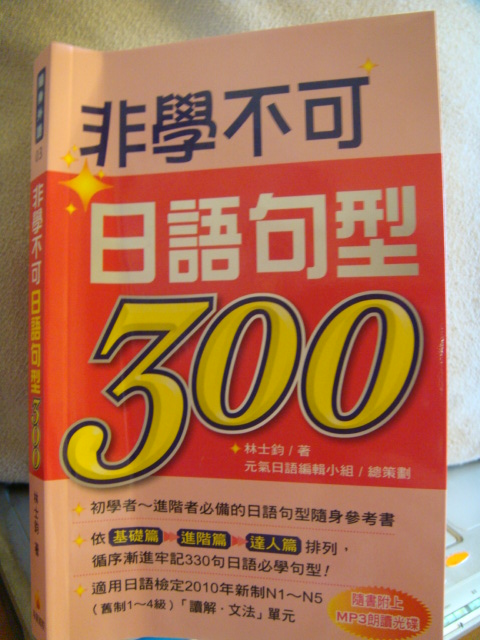 非學不可
日語句型
300
林士鈞/著
元氣日語編輯小組/總策劃
初學者~進階者必備的日語句型隨身參考書
依 基礎篇 進階篇 達人篇 排列,
循序漸進牢記330句日語必學句型!
適用日語檢定2010年新制N1~N5
(舊制1~4級)「讀解·文法」單元
隨書附上
MP3朗讀光碟
非學不可日語句型300
林士鈞 著